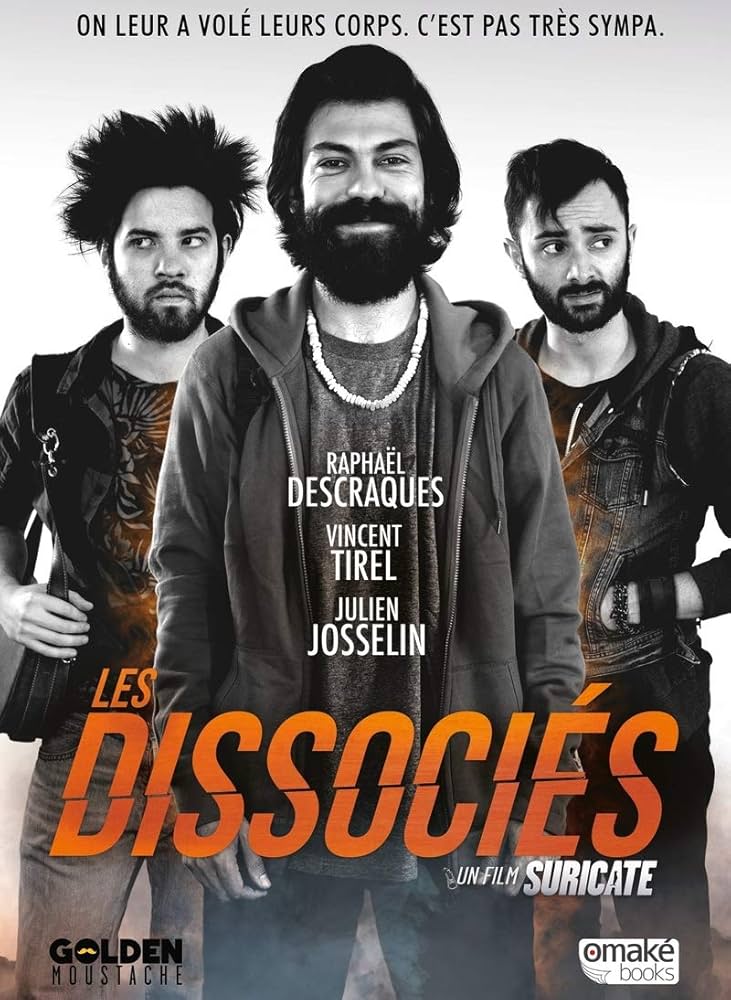 ON LEUR A VOLÉ LEURS CORPS. C'EST PAS TRÈS SYMPA.
RAPHAËL
DESCRAQUES
VINCENT
TIREL
JULIEN
JOSSELIN
LES
DISSOCIÉS
UN FILM SURICATE
GOLDEN
MOUSTACHE
omaké
books